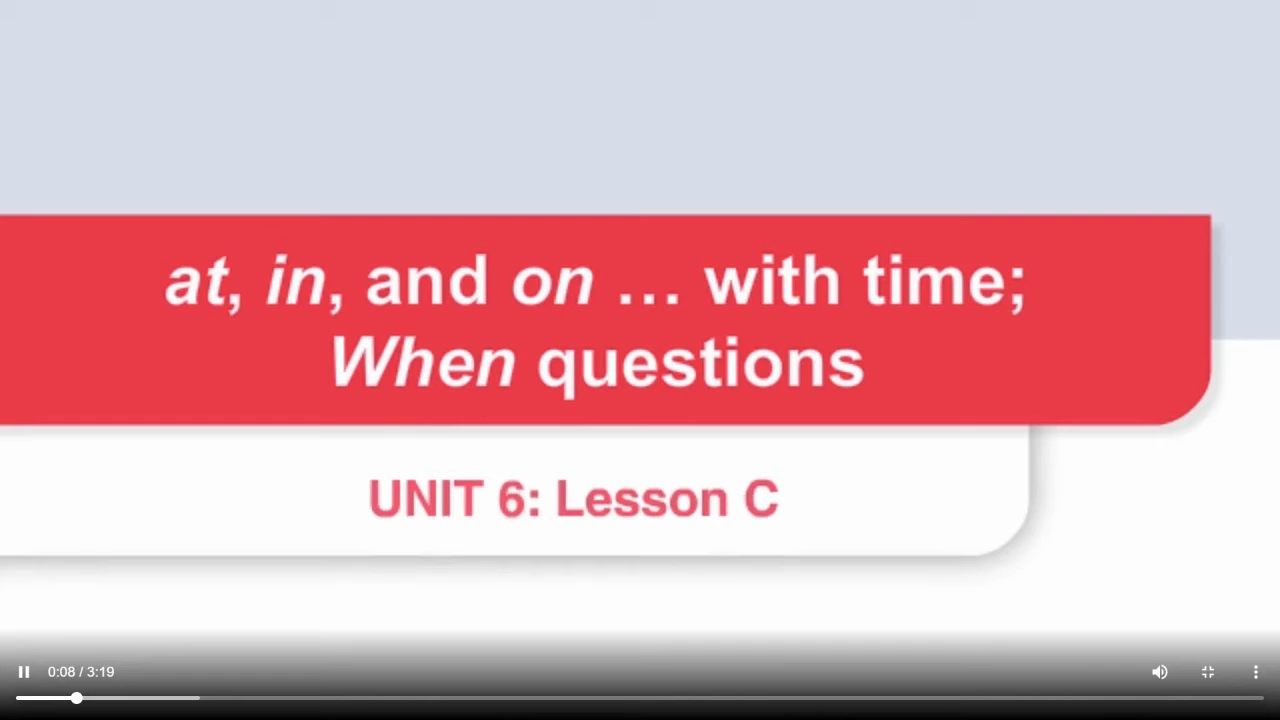 at, in, and on … with time;
When questions
UNIT 6: Lesson C
0:08 / 3:19